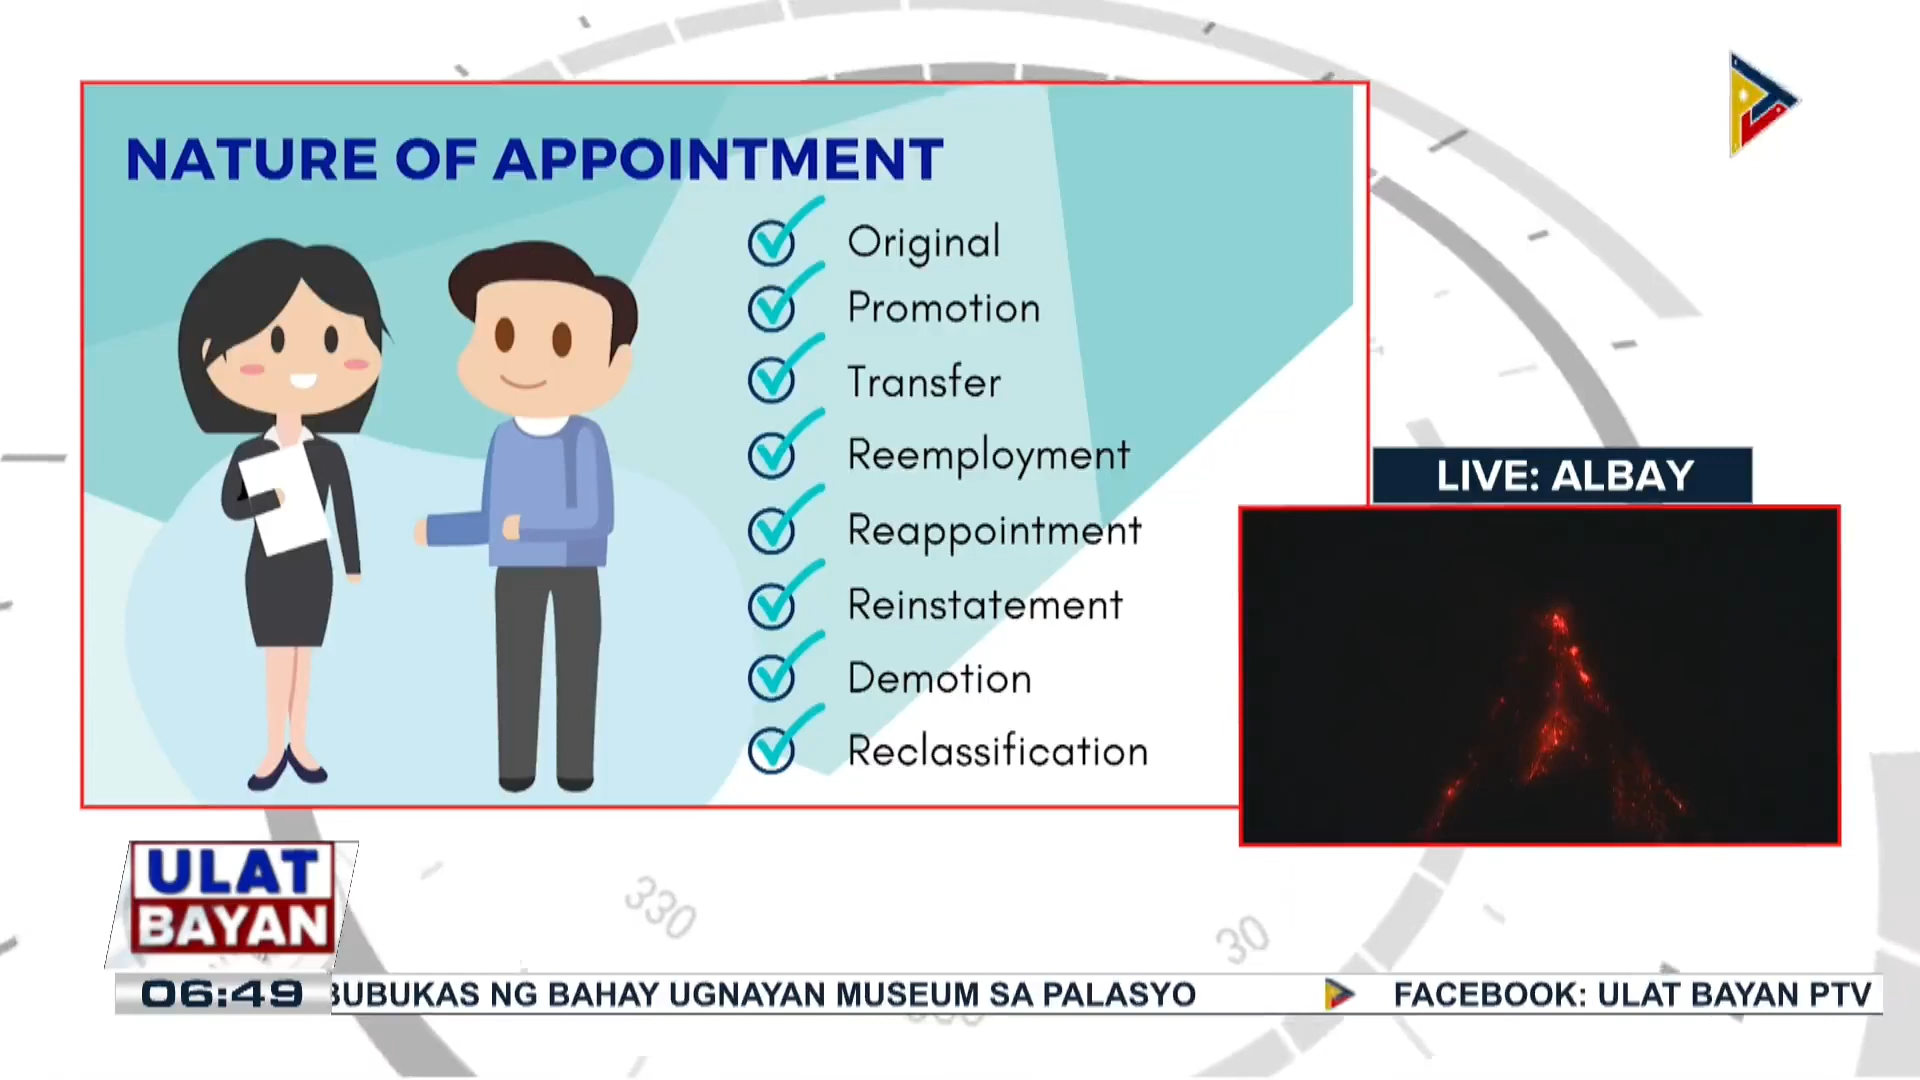 NATURE OF APPOINTMENT
Original
Promotion
Transfer
Reemployment
Reappointment
Reinstatement
Demotion
Reclassification
LIVE: ALBAY
330
30
ULAT
BAYAN
06:49
BUBUKAS NG BAHAY UGNAYAN MUSEUM SA PALASYO
FACEBOOK: ULAT BAYAN PTV